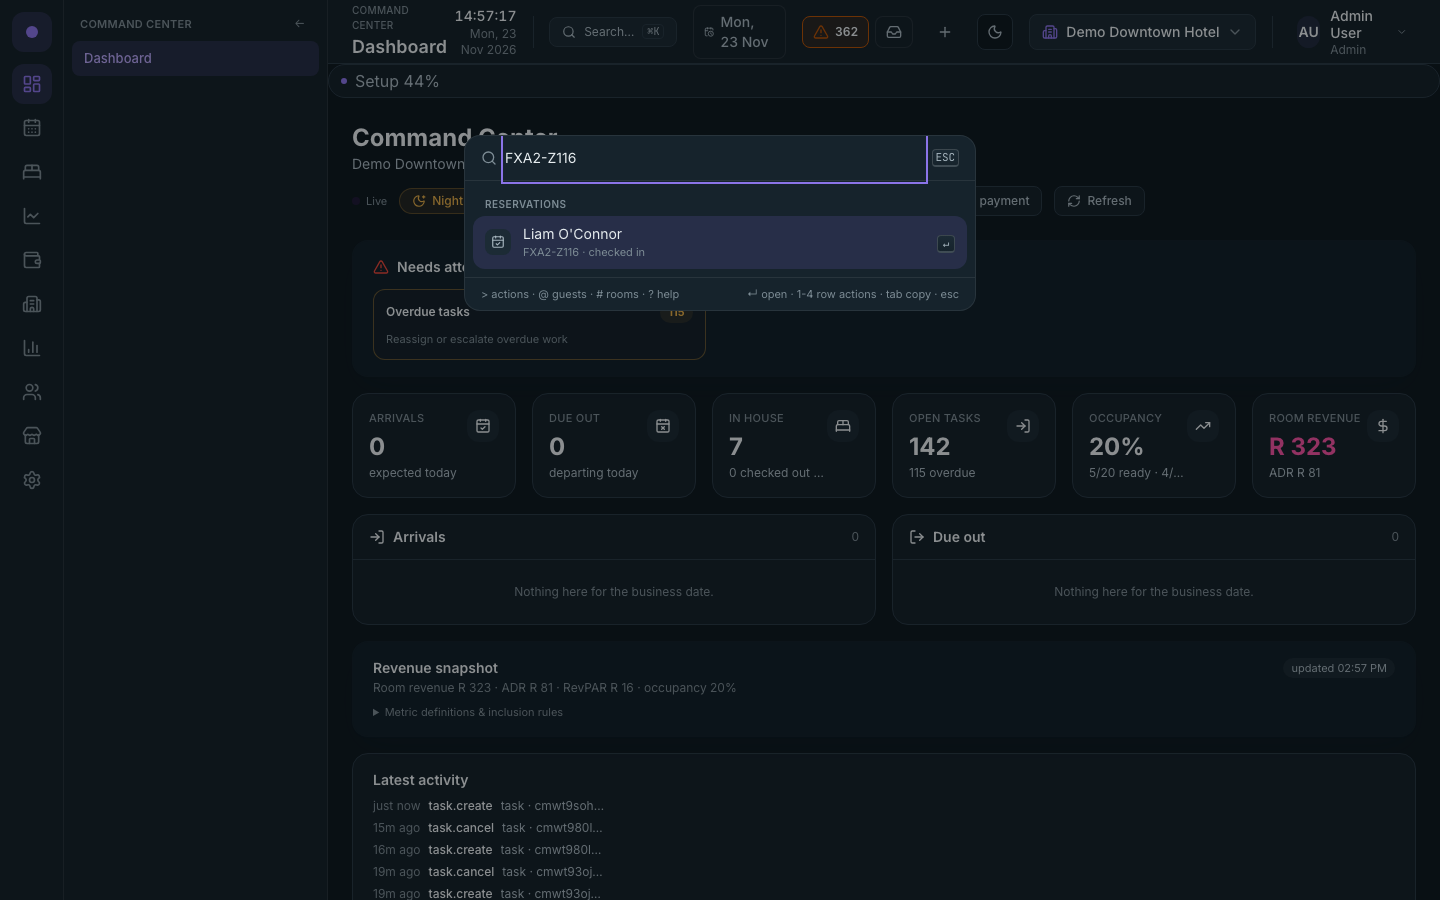 COMMAND CENTER
Dashboard
COMMAND
CENTER
Dashboard
14:57:17
Mon, 23
Nov 2026
Search...
⌘K
Mon,
23 Nov
362
Demo Downtown Hotel
AU
Admin
User
Admin
Setup 44%
Command Center
Demo Downtown
FXA2-Z116
ESC
RESERVATIONS
Liam O'Connor
FXA2-Z116 · checked in
↵
> actions · @ guests · # rooms · ? help
↵ open · 1-4 row actions · tab copy · esc
Live
Night
payment
Refresh
Needs atte
Overdue tasks
115
Reassign or escalate overdue work
ARRIVALS
0
expected today
DUE OUT
0
departing today
IN HOUSE
7
0 checked out ...
OPEN TASKS
142
115 overdue
OCCUPANCY
20%
5/20 ready · 4/...
ROOM REVENUE
R 323
ADR R 81
Arrivals
0
Nothing here for the business date.
Due out
0
Nothing here for the business date.
Revenue snapshot
updated 02:57 PM
Room revenue R 323 · ADR R 81 · RevPAR R 16 · occupancy 20%
Metric definitions & inclusion rules
Latest activity
just now task.create task · cmwt9soh...
15m ago task.cancel task · cmwt980l...
16m ago task.create task · cmwt980l...
19m ago task.cancel task · cmwt93oj...
19m ago task.create task · cmwt93oj...